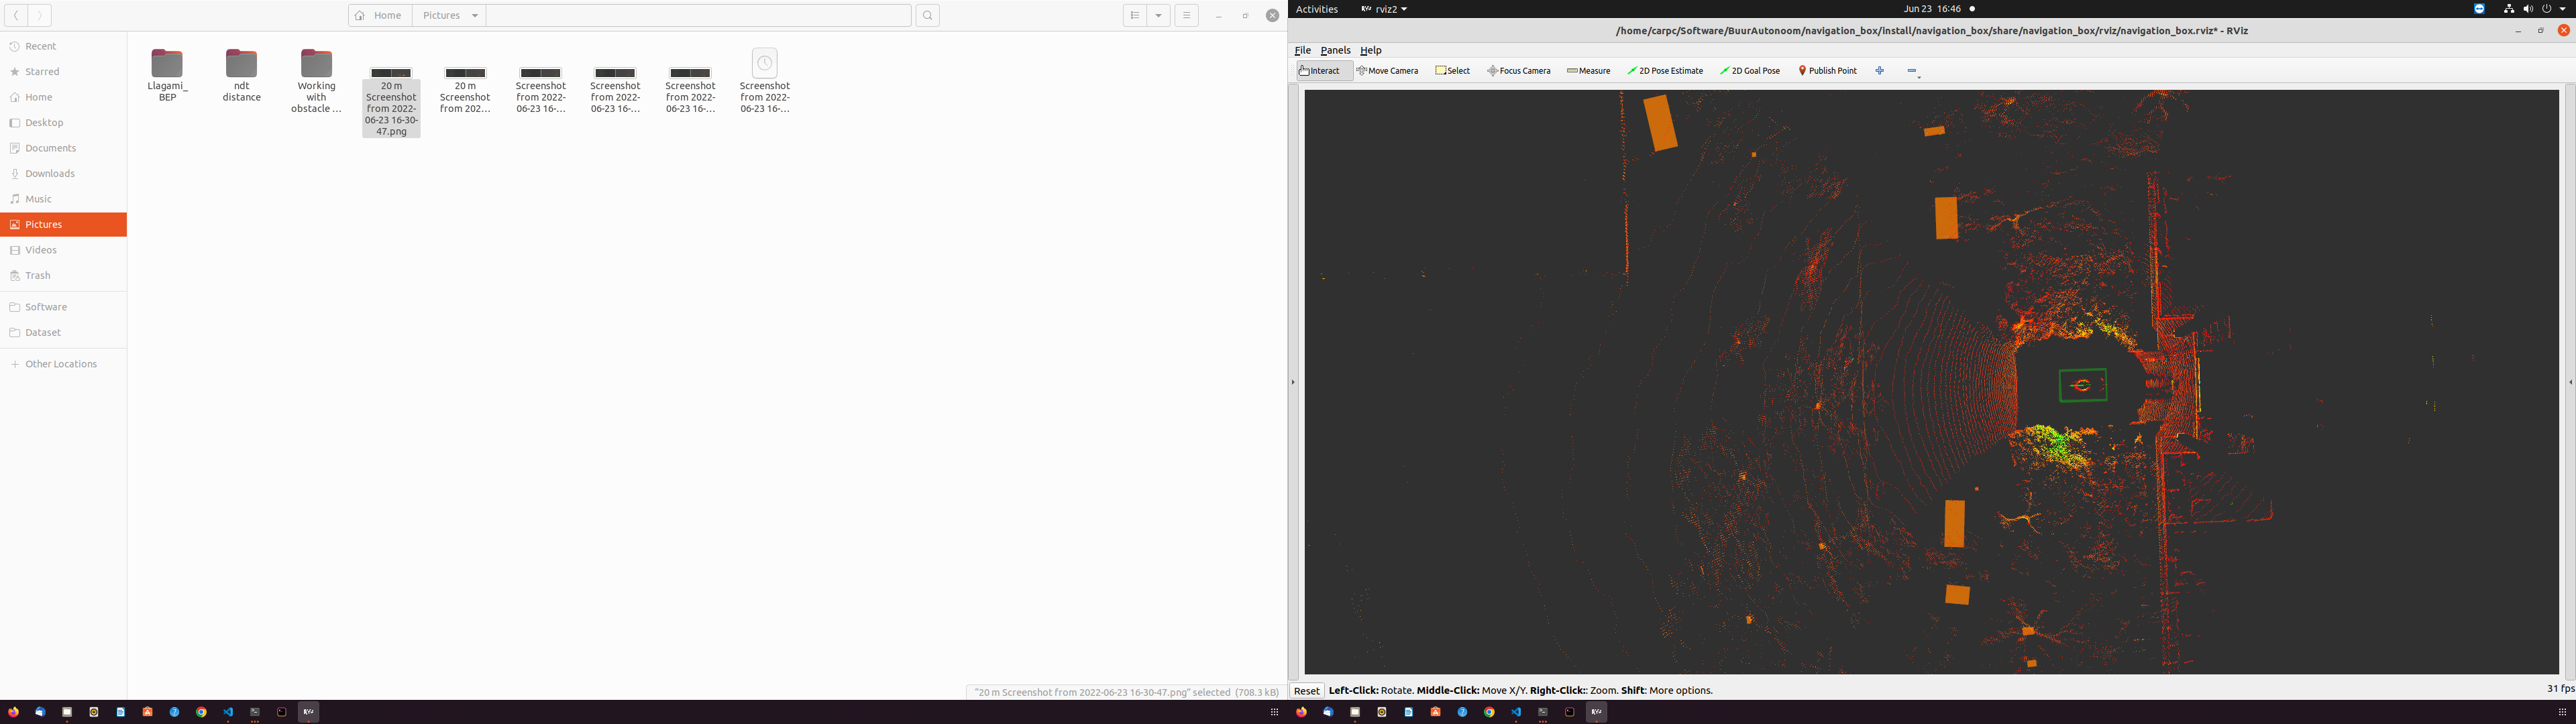 Home
Pictures
Recent
Starred
Home
Desktop
Documents
Downloads
Music
Pictures
Videos
Trash
Software
Dataset
Other Locations
Llagami_
BEP
ndt
distance
Working
with
obstacle …
20 m
Screenshot
from 2022-
06-23 16-30-
47.png
20 m
Screenshot
from 202…
Screenshot
from 2022-
06-23 16-…
Screenshot
from 2022-
06-23 16-…
Screenshot
from 2022-
06-23 16-…
Screenshot
from 2022-
06-23 16-…
"20 m Screenshot from 2022-06-23 16-30-47.png" selected (708.3 kB)
Activities
rviz2
Jun 23 16:46
/home/carpc/Software/BuurAutonoom/navigation_box/install/navigation_box/share/navigation_box/rviz/navigation_box.rviz* - RViz
File Panels Help
Interact Move Camera Select Focus Camera Measure 2D Pose Estimate 2D Goal Pose Publish Point
Reset Left-Click: Rotate. Middle-Click: Move X/Y. Right-Click:: Zoom. Shift: More options.
31 fps